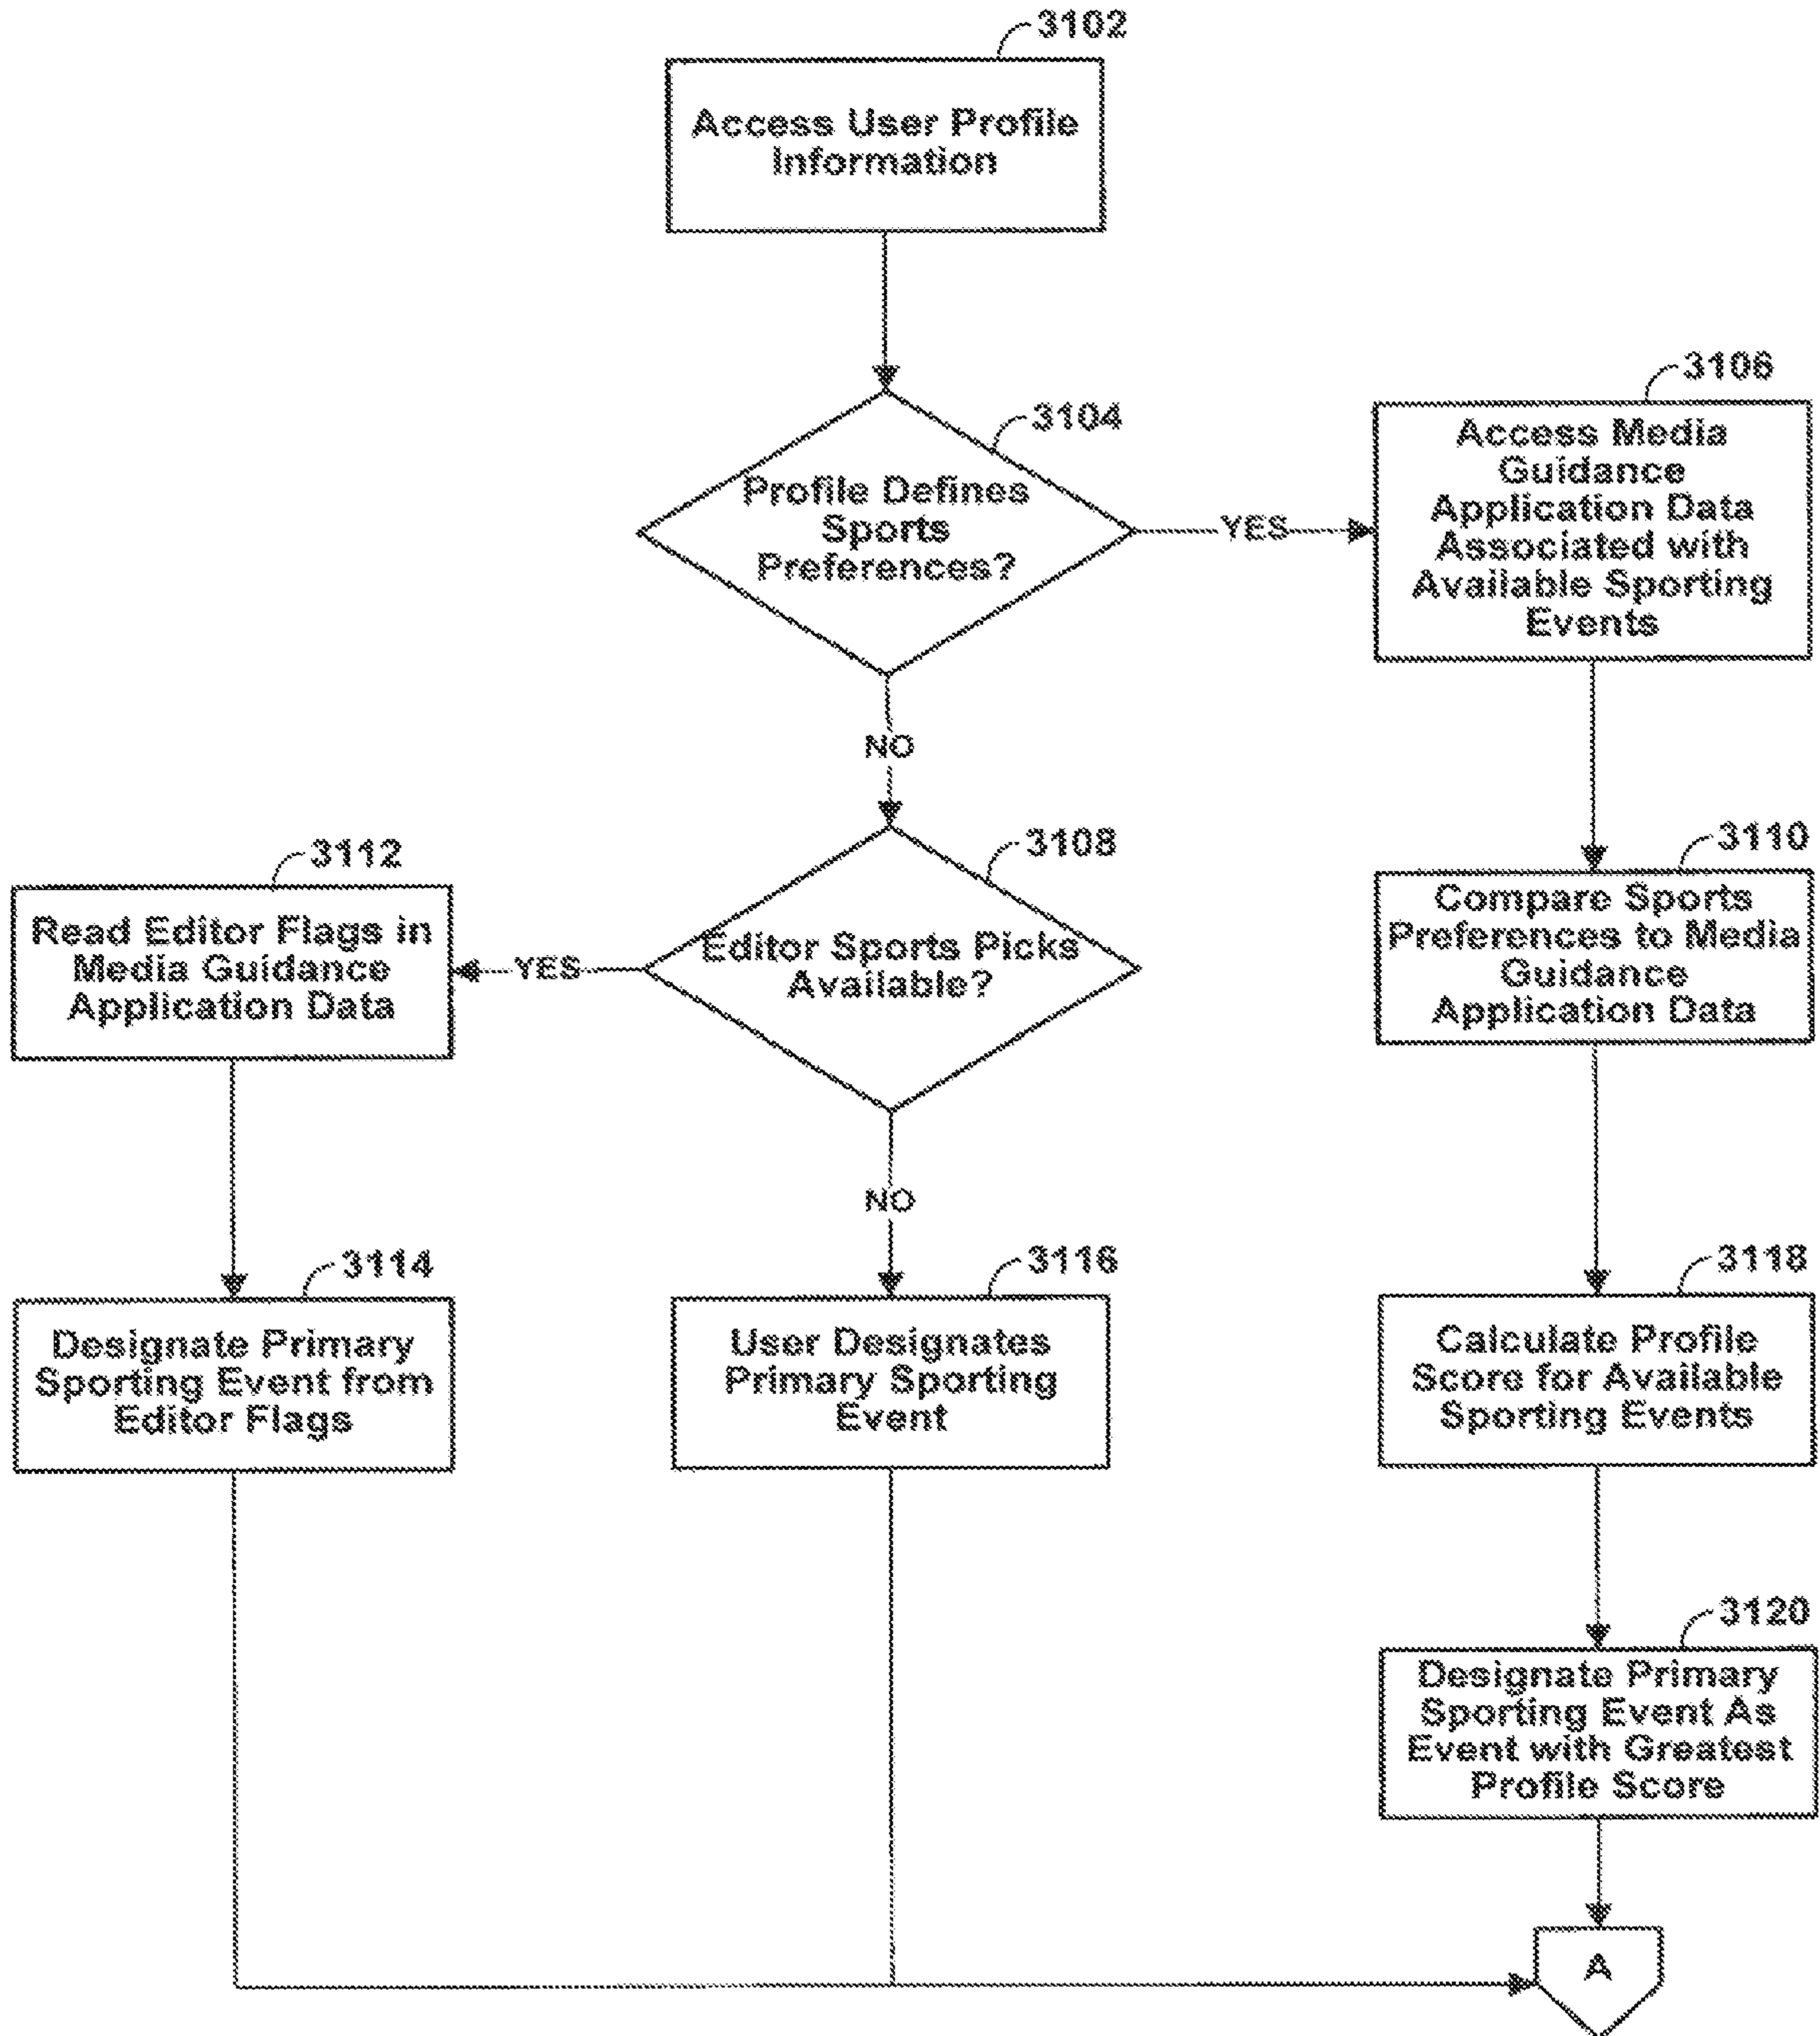 3102
Access User Profile
Information
3104
Profile Defines
Sports
Preferences?
YES
3106
Access Media
Guidance
Application Data
Associated with
Available Sporting
Events
NO
3108
Editor Sports Picks
Available?
YES
3112
Read Editor Flags in
Media Guidance
Application Data
3110
Compare Sports
Preferences to Media
Guidance
Application Data
NO
3114
Designate Primary
Sporting Event from
Editor Flags
3116
User Designates
Primary Sporting
Event
3118
Calculate Profile
Score for Available
Sporting Events
3120
Designate Primary
Sporting Event As
Event with Greatest
Profile Score
A